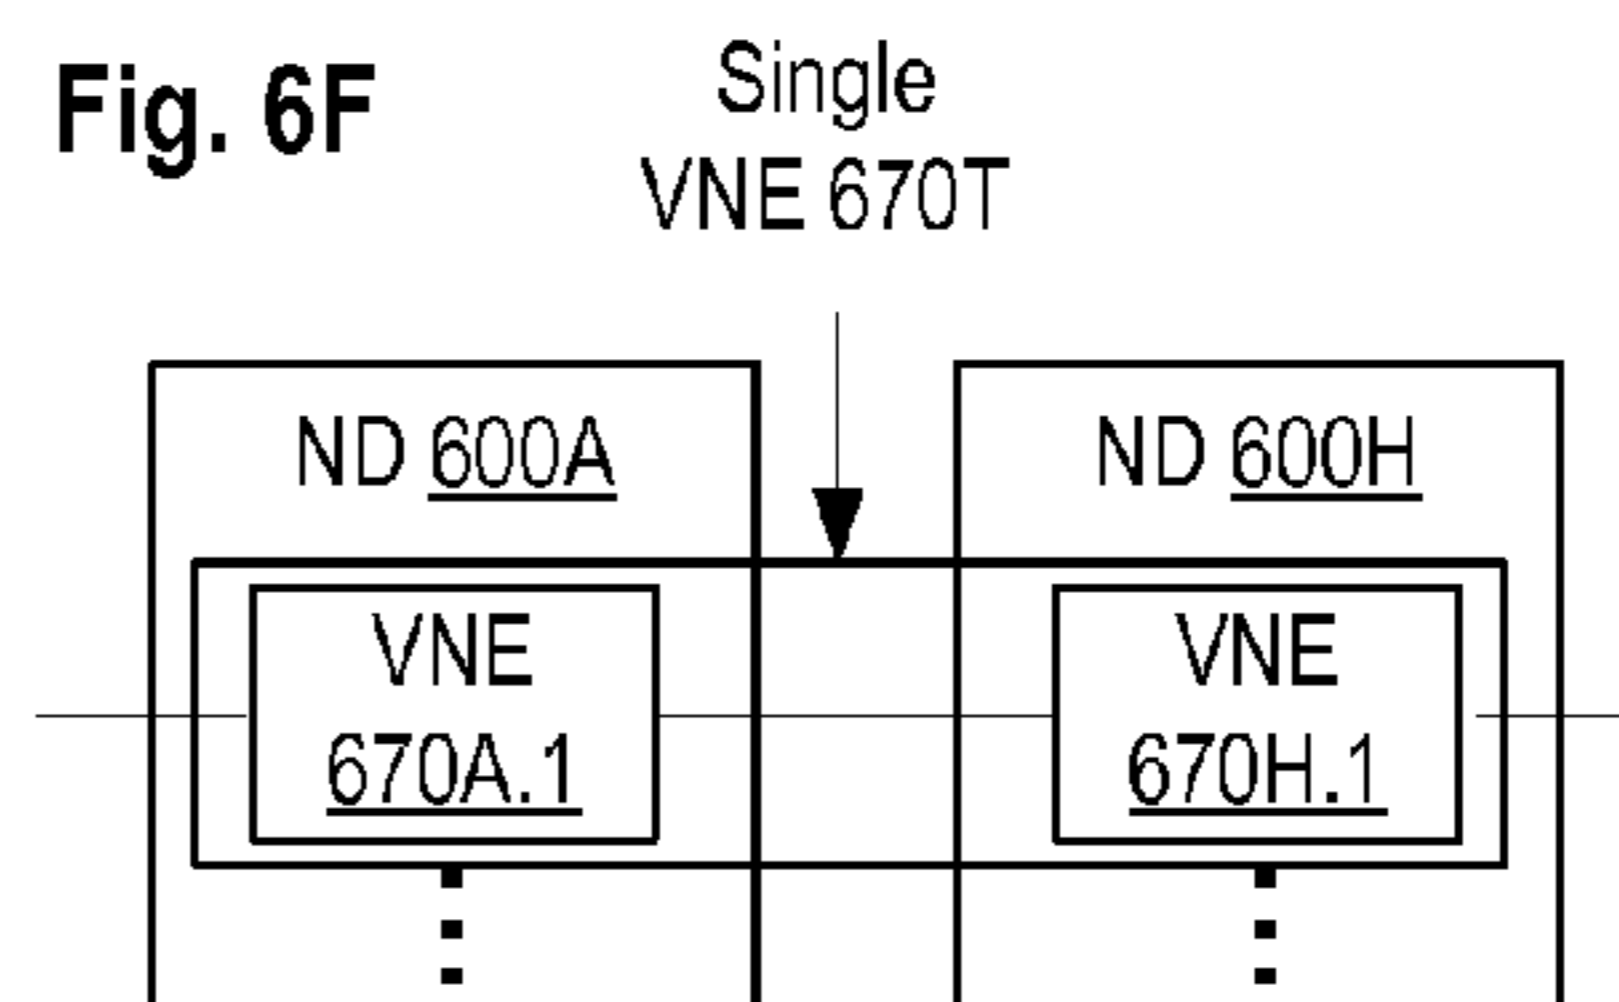 Fig. 6F
Single
VNE 670T
ND 600A
ND 600H
VNE
670A.1
VNE
670H.1